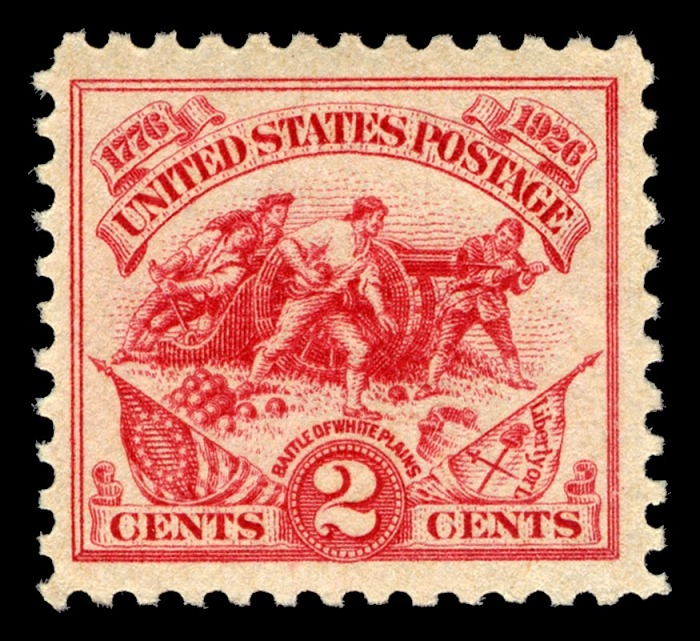 1776
1926
UNITED STATES POSTAGE
BATTLE OF WHITE PLAINS
Liberty or D
CENTS
2
CENTS